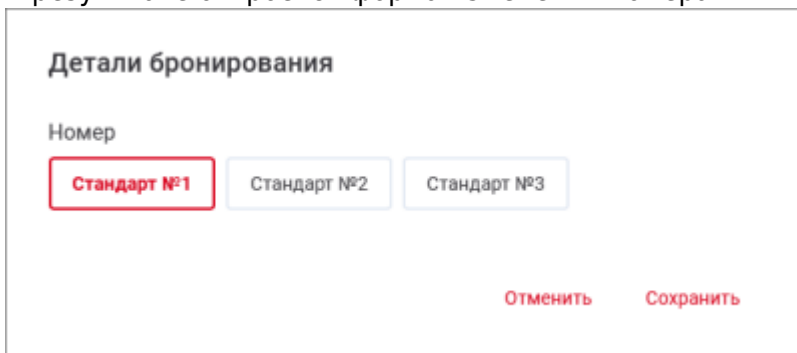 Детали бронирования
Номер
Стандарт №1 Стандарт №2 Стандарт №3
Отменить Сохранить